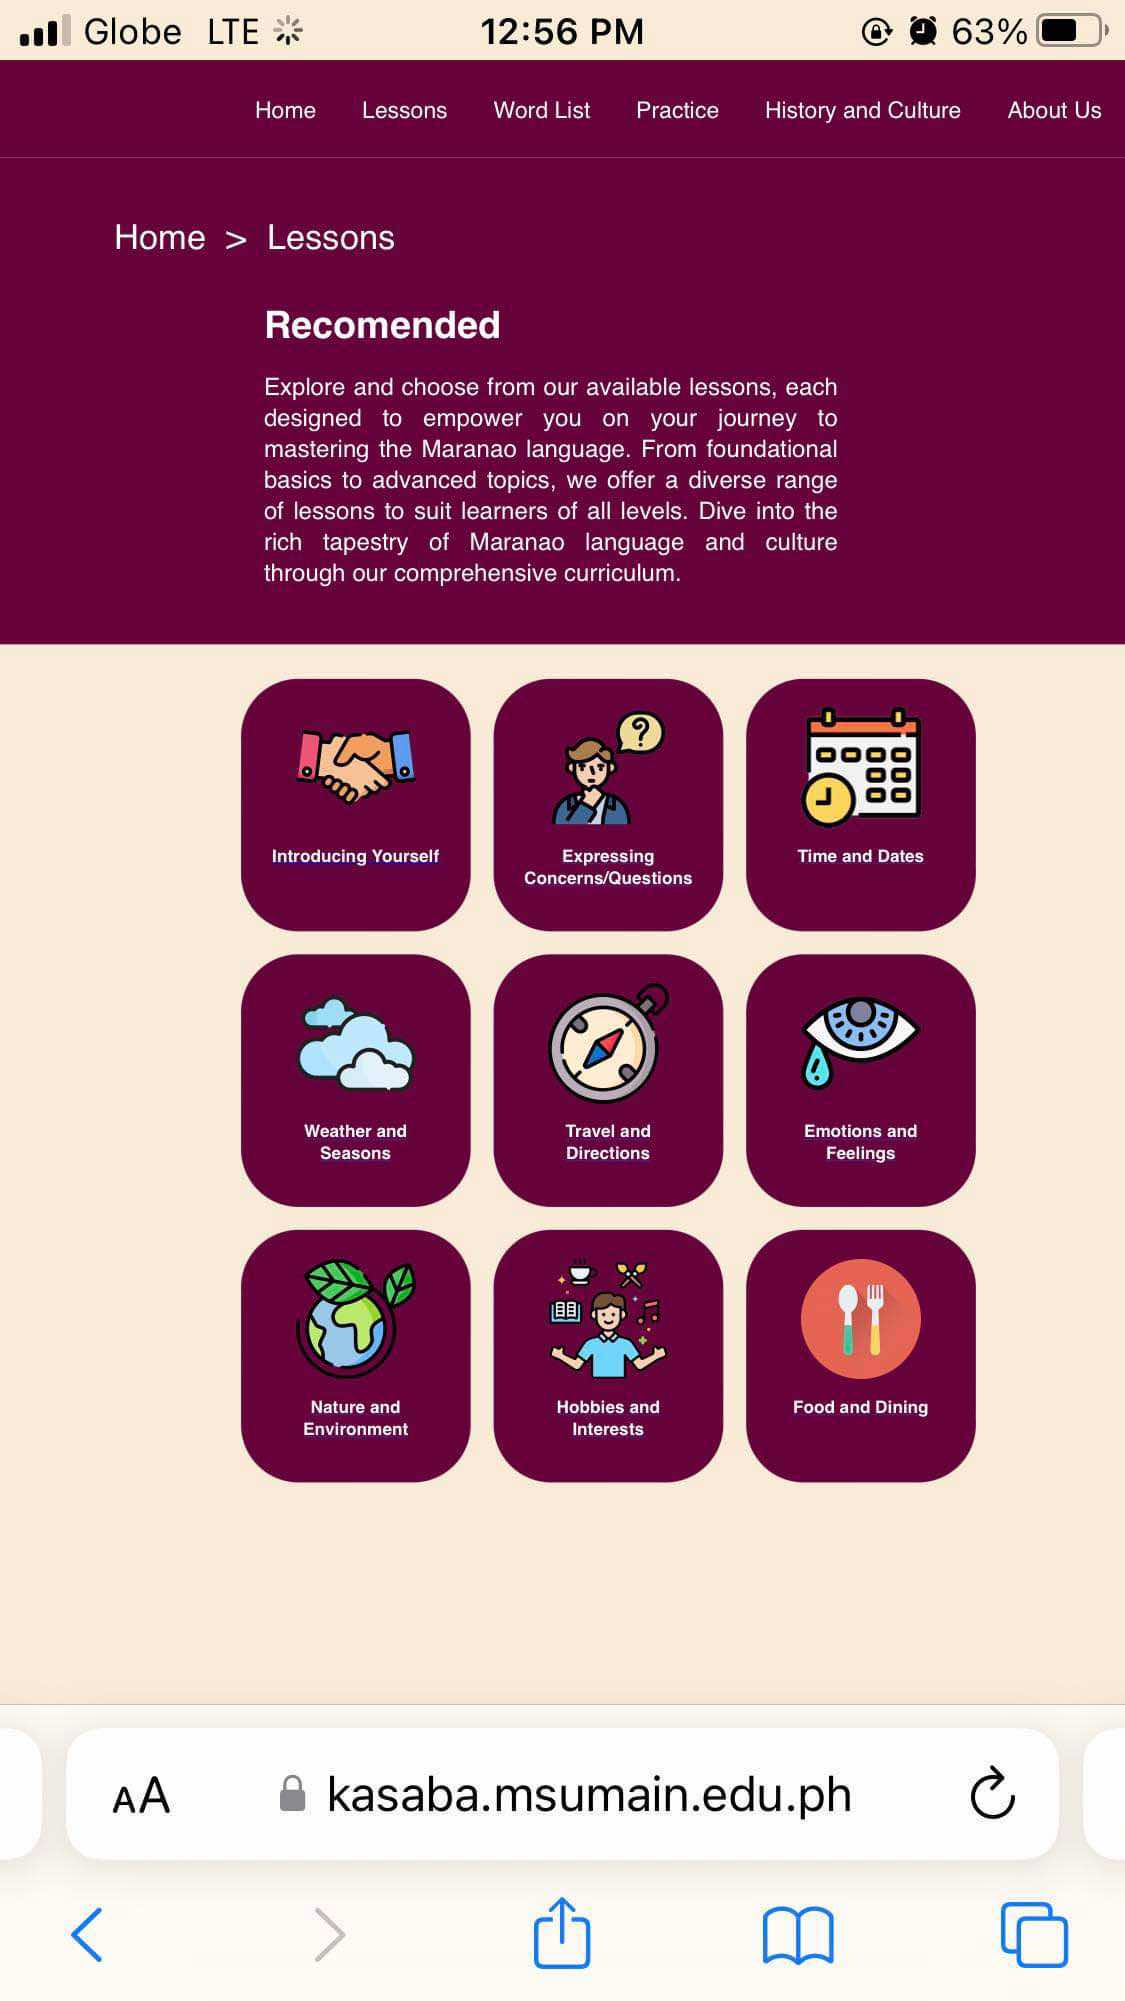 Globe LTE 12:56 PM 63%
Home Lessons Word List Practice History and Culture About Us
Home > Lessons
Recomended
Explore and choose from our available lessons, each
designed to empower you on your journey to
mastering the Maranao language. From foundational
basics to advanced topics, we offer a diverse range
of lessons to suit learners of all levels. Dive into the
rich tapestry of Maranao language and culture
through our comprehensive curriculum.
?
Introducing Yourself
Expressing
Concerns/Questions
Time and Dates
Weather and
Seasons
Travel and
Directions
Emotions and
Feelings
Nature and
Environment
Hobbies and
Interests
Food and Dining
AA kasaba.msumain.edu.ph